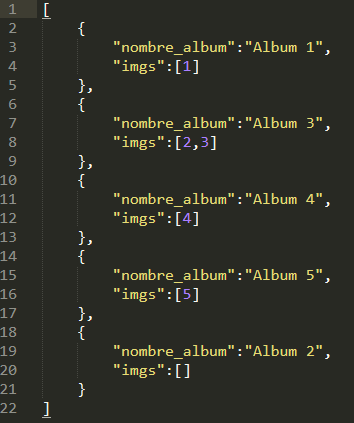 1 [
2 {
3 "nombre_album":"Album 1",
4 "imgs":[1]
5 },
6 {
7 "nombre_album":"Album 3",
8 "imgs":[2,3]
9 },
10 {
11 "nombre_album":"Album 4",
12 "imgs":[4]
13 },
14 {
15 "nombre_album":"Album 5",
16 "imgs":[5]
17 },
18 {
19 "nombre_album":"Album 2",
20 "imgs":[]
21 }
22 ]